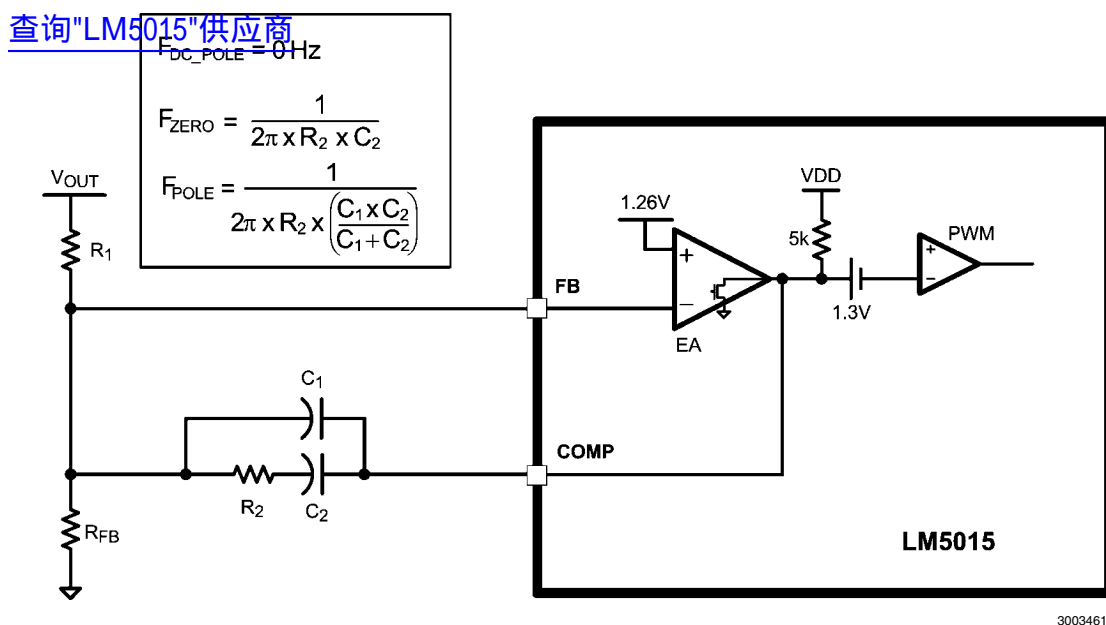 查询"LM5015"供应商
F_DC_POLE = 0 Hz
F_ZERO = 1 / (2π x R₂ x C₂)
F_POLE = 1 / (2π x R₂ x (C₁ x C₂ / C₁ + C₂))
V_OUT
R₁
1.26V
VDD
5k
PWM
+
−
+
−
FB
1.3V
EA
C₁
COMP
R₂
C₂
R_FB
LM5015
3003461